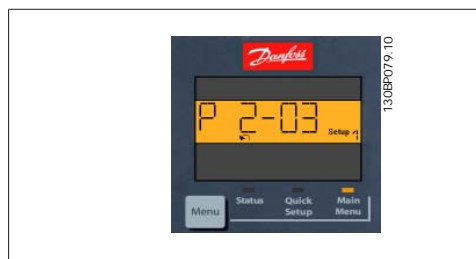 Danfoss
P 2-03
Setup 1
Status
Quick Setup
Main Menu
Menu
130BP079.10